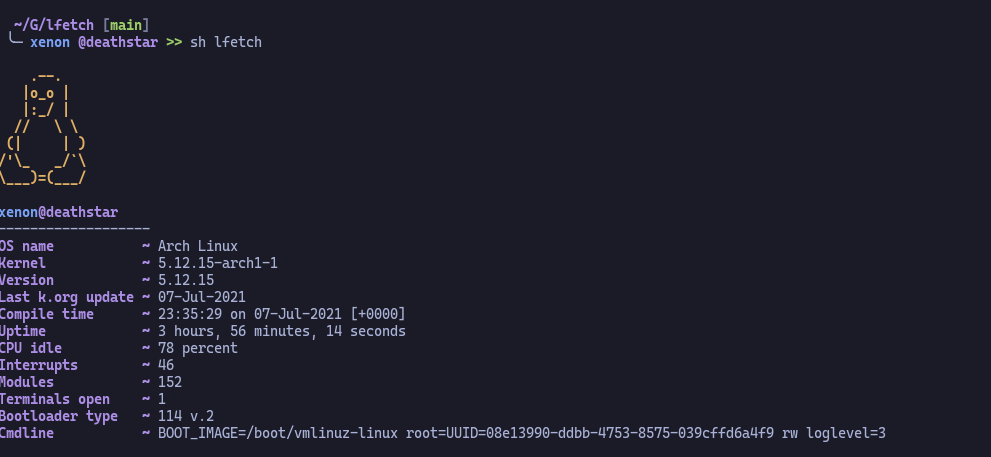 ~/G/lfetch [main]
╰─ xenon @deathstar >> sh lfetch
    .--.
   |o_o |
   |:_/ |
  //   \ \
 (|     | )
/'\_   _/`\
\___)=(___/
xenon@deathstar
-------------------
OS name           ~ Arch Linux
Kernel            ~ 5.12.15-arch1-1
Version           ~ 5.12.15
Last k.org update ~ 07-Jul-2021
Compile time      ~ 23:35:29 on 07-Jul-2021 [+0000]
Uptime            ~ 3 hours, 56 minutes, 14 seconds
CPU idle          ~ 78 percent
Interrupts        ~ 46
Modules           ~ 152
Terminals open    ~ 1
Bootloader type   ~ 114 v.2
Cmdline           ~ BOOT_IMAGE=/boot/vmlinuz-linux root=UUID=08e13990-ddbb-4753-8575-039cffd6a4f9 rw loglevel=3